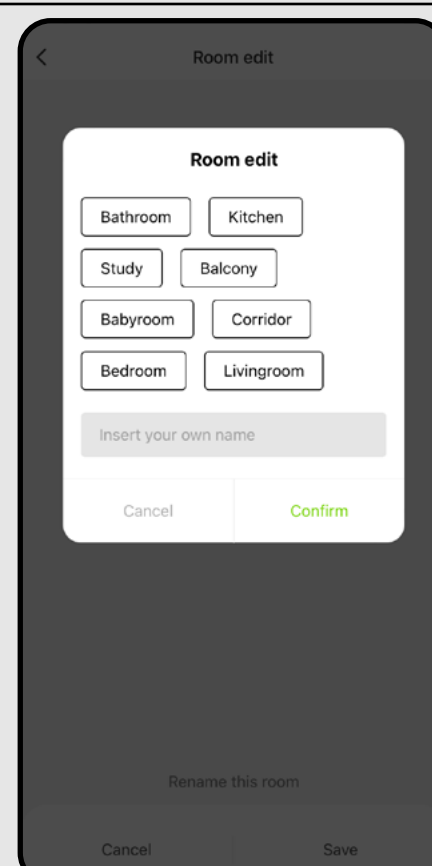 Room edit
Room edit
Bathroom Kitchen
Study Balcony
Babyroom Corridor
Bedroom Livingroom
Insert your own name
Cancel Confirm
Rename this room
Cancel Save